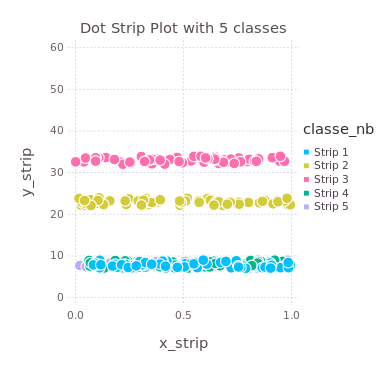 Dot Strip Plot with 5 classes
60
50
40
30
20
10
0
y_strip
0.0
0.5
1.0
x_strip
classe_nb
Strip 1
Strip 2
Strip 3
Strip 4
Strip 5